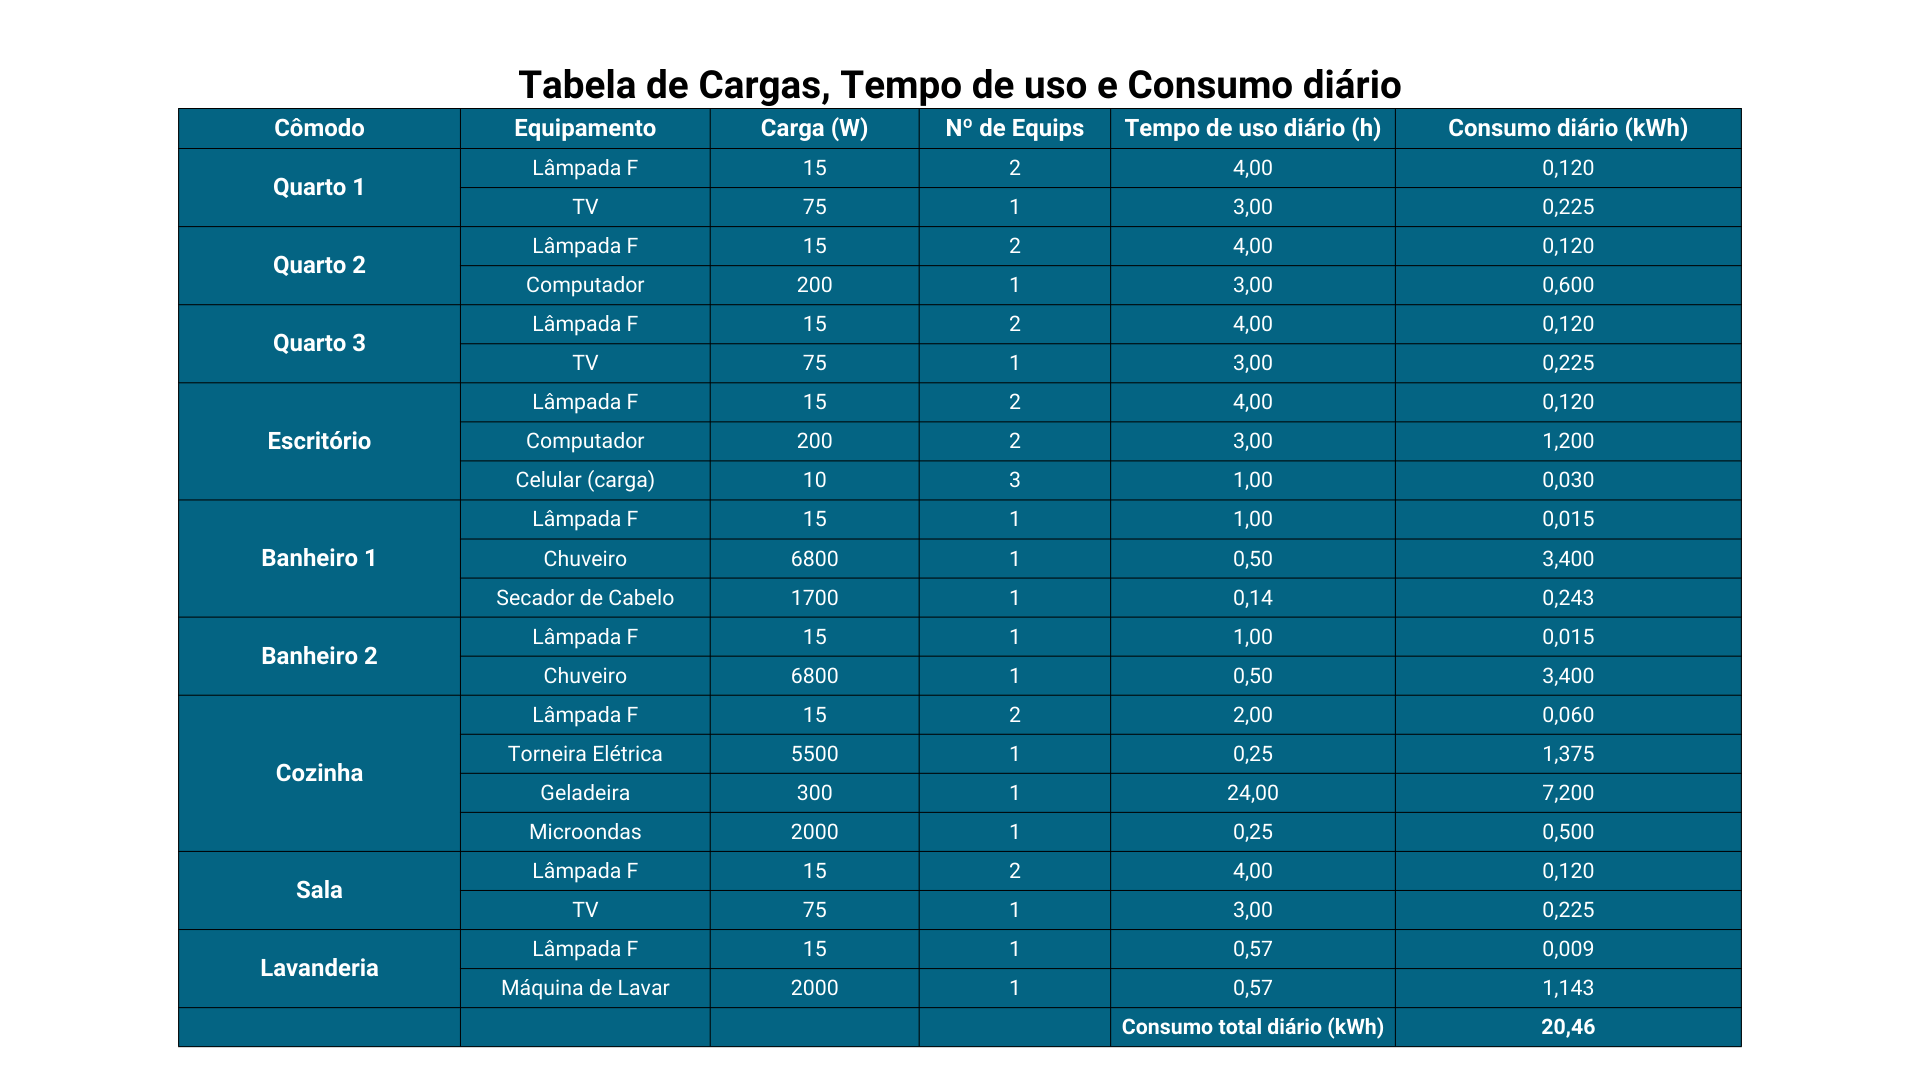 Tabela de Cargas, Tempo de uso e Consumo diário
Cômodo Equipamento Carga (W) Nº de Equips Tempo de uso diário (h) Consumo diário (kWh)
Quarto 1 Lâmpada F 15 2 4,00 0,120
TV 75 1 3,00 0,225
Quarto 2 Lâmpada F 15 2 4,00 0,120
Computador 200 1 3,00 0,600
Quarto 3 Lâmpada F 15 2 4,00 0,120
TV 75 1 3,00 0,225
Escritório Lâmpada F 15 2 4,00 0,120
Computador 200 2 3,00 1,200
Celular (carga) 10 3 1,00 0,030
Banheiro 1 Lâmpada F 15 1 1,00 0,015
Chuveiro 6800 1 0,50 3,400
Secador de Cabelo 1700 1 0,14 0,243
Banheiro 2 Lâmpada F 15 1 1,00 0,015
Chuveiro 6800 1 0,50 3,400
Cozinha Lâmpada F 15 2 2,00 0,060
Torneira Elétrica 5500 1 0,25 1,375
Geladeira 300 1 24,00 7,200
Microondas 2000 1 0,25 0,500
Sala Lâmpada F 15 2 4,00 0,120
TV 75 1 3,00 0,225
Lavanderia Lâmpada F 15 1 0,57 0,009
Máquina de Lavar 2000 1 0,57 1,143
Consumo total diário (kWh) 20,46